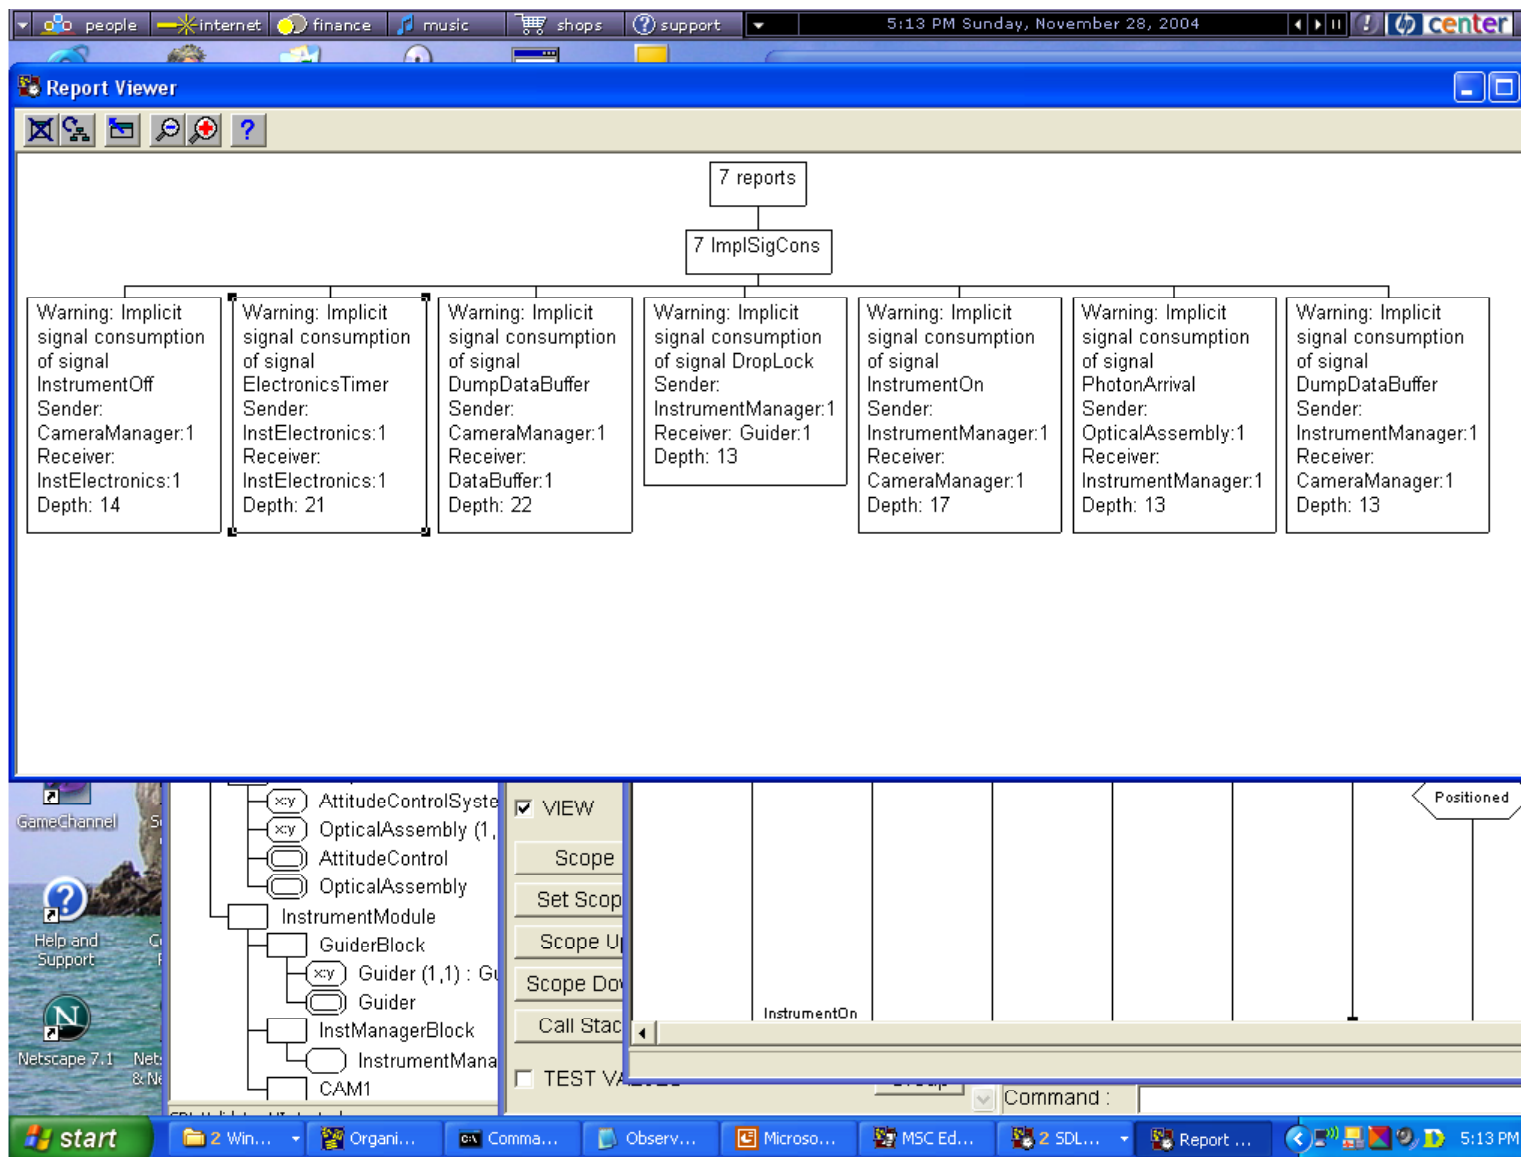 people internet finance music shops support 5:13 PM Sunday, November 28, 2004 hp center
Report Viewer
7 reports
7 ImplSigCons
Warning: Implicit
signal consumption
of signal
InstrumentOff
Sender:
CameraManager:1
Receiver:
InstElectronics:1
Depth: 14
Warning: Implicit
signal consumption
of signal
ElectronicsTimer
Sender:
InstElectronics:1
Receiver:
InstElectronics:1
Depth: 21
Warning: Implicit
signal consumption
of signal
DumpDataBuffer
Sender:
CameraManager:1
Receiver:
DataBuffer:1
Depth: 22
Warning: Implicit
signal consumption
of signal DropLock
Sender:
InstrumentManager:1
Receiver: Guider:1
Depth: 13
Warning: Implicit
signal consumption
of signal
InstrumentOn
Sender:
InstrumentManager:1
Receiver:
CameraManager:1
Depth: 17
Warning: Implicit
signal consumption
of signal
PhotonArrival
Sender:
OpticalAssembly:1
Receiver:
InstrumentManager:1
Depth: 13
Warning: Implicit
signal consumption
of signal
DumpDataBuffer
Sender:
InstrumentManager:1
Receiver:
CameraManager:1
Depth: 13
GameChannel
Help and
Support
Netscape 7.1
Net
& Ne
x:y AttitudeControlSyste
x:y OpticalAssembly (1,
AttitudeControl
OpticalAssembly
InstrumentModule
GuiderBlock
x:y Guider (1,1) : Gu
Guider
InstManagerBlock
InstrumentMana
CAM1
VIEW
Scope
Set Scop
Scope U
Scope Do
Call Stac
TEST VA
Positioned
InstrumentOn
Command :
start 2 Win... Organi... Comma... Observ... Microso... MSC Ed... 2 SDL... Report ... 5:13 PM